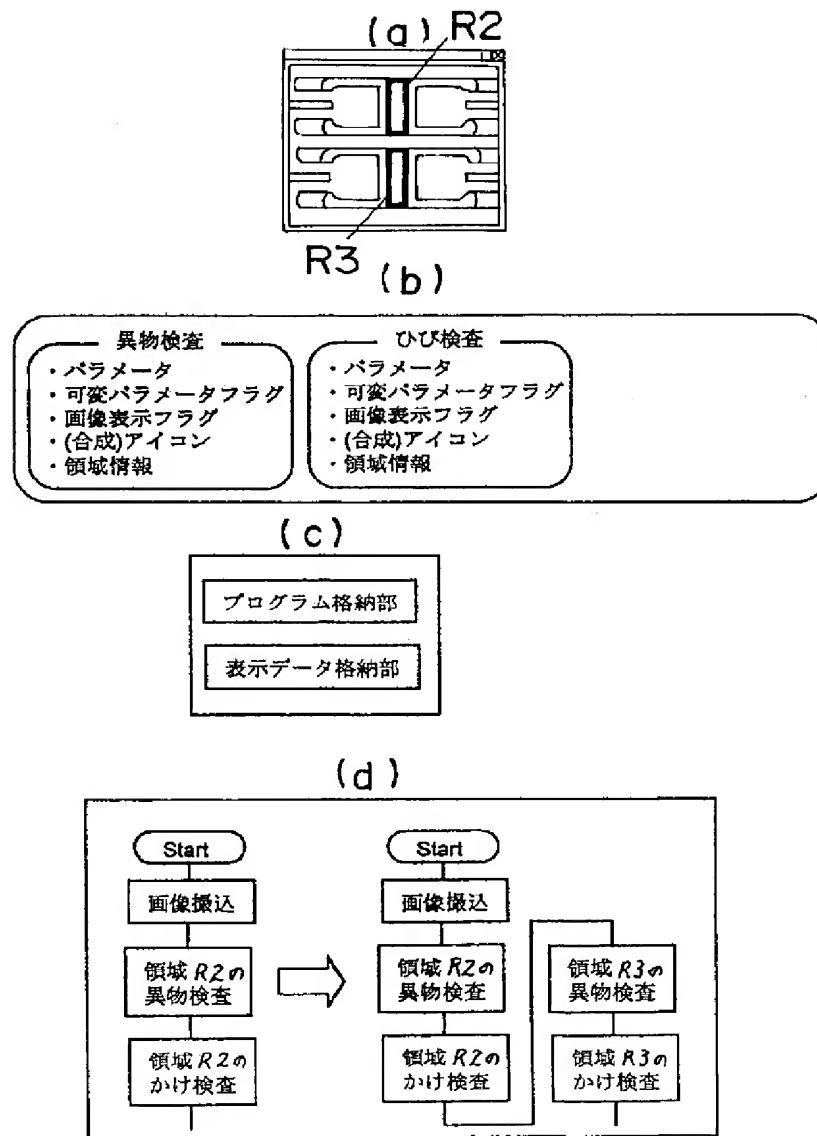 (a)
R2
R3
(b)
異物検査
・パラメータ
・可変パラメータフラグ
・画像表示フラグ
・(合成)アイコン
・領域情報
ひび検査
・パラメータ
・可変パラメータフラグ
・画像表示フラグ
・(合成)アイコン
・領域情報
(c)
プログラム格納部
表示データ格納部
(d)
Start
画像撮込
領域R2の
異物検査
領域R2の
かけ検査
Start
画像撮込
領域R2の
異物検査
領域R2の
かけ検査
領域R3の
異物検査
領域R3の
かけ検査